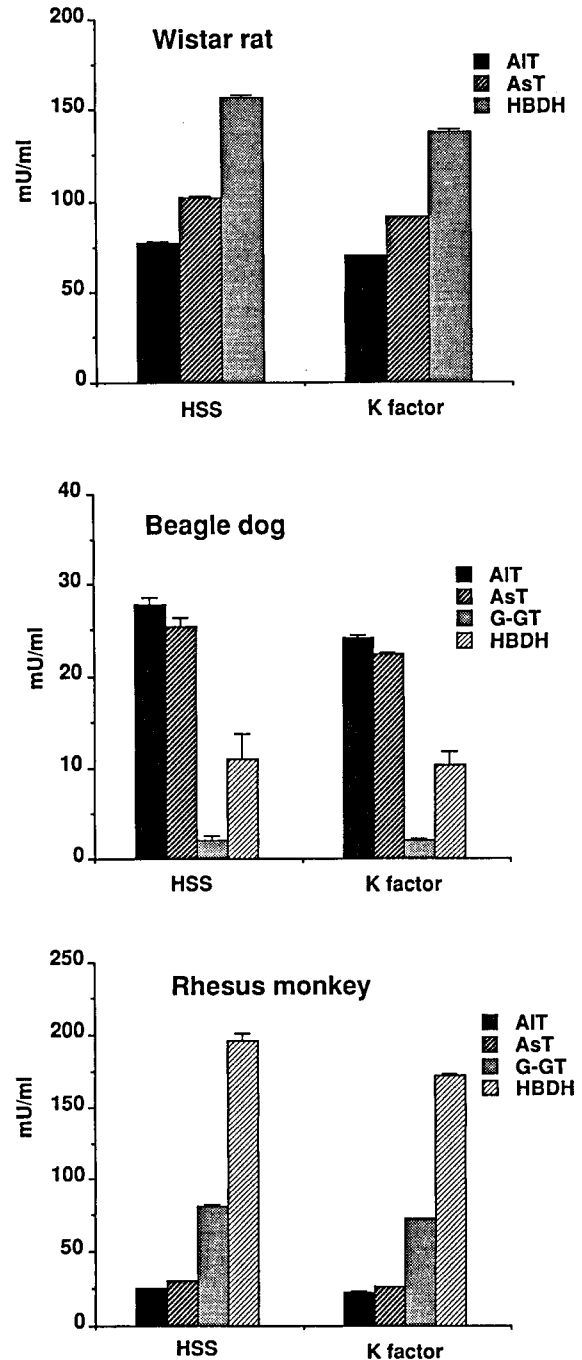 Wistar rat
AlT
AsT
HBDH
mU/ml
200
150
100
50
0
HSS
K factor
Beagle dog
AlT
AsT
G-GT
HBDH
mU/ml
40
30
20
10
0
HSS
K factor
Rhesus monkey
AlT
AsT
G-GT
HBDH
mU/ml
250
200
150
100
50
0
HSS
K factor